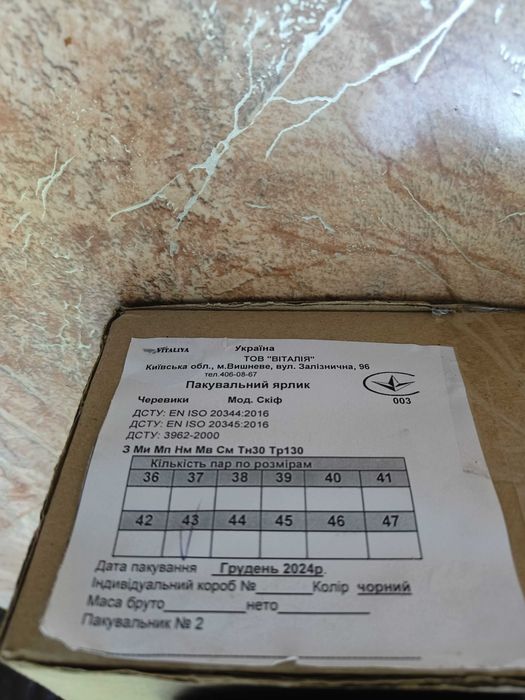 VITALIYA Україна
ТОВ "ВІТАЛІЯ"
Київська обл., м.Вишневе, вул. Залізнична, 96
тел.406-08-67
Пакувальний ярлик
003
Черевики Мод. Скіф
ДСТУ: EN ISO 20344:2016
ДСТУ: EN ISO 20345:2016
ДСТУ: 3962-2000
З Ми Мп Нм Мв См Тн30 Тр130
Кількість пар по розмірам
36 37 38 39 40 41
42 43 44 45 46 47
Дата пакування Грудень 2024р.
Індивідуальний короб №______ Колір чорний
Маса бруто__________нето________
Пакувальник № 2